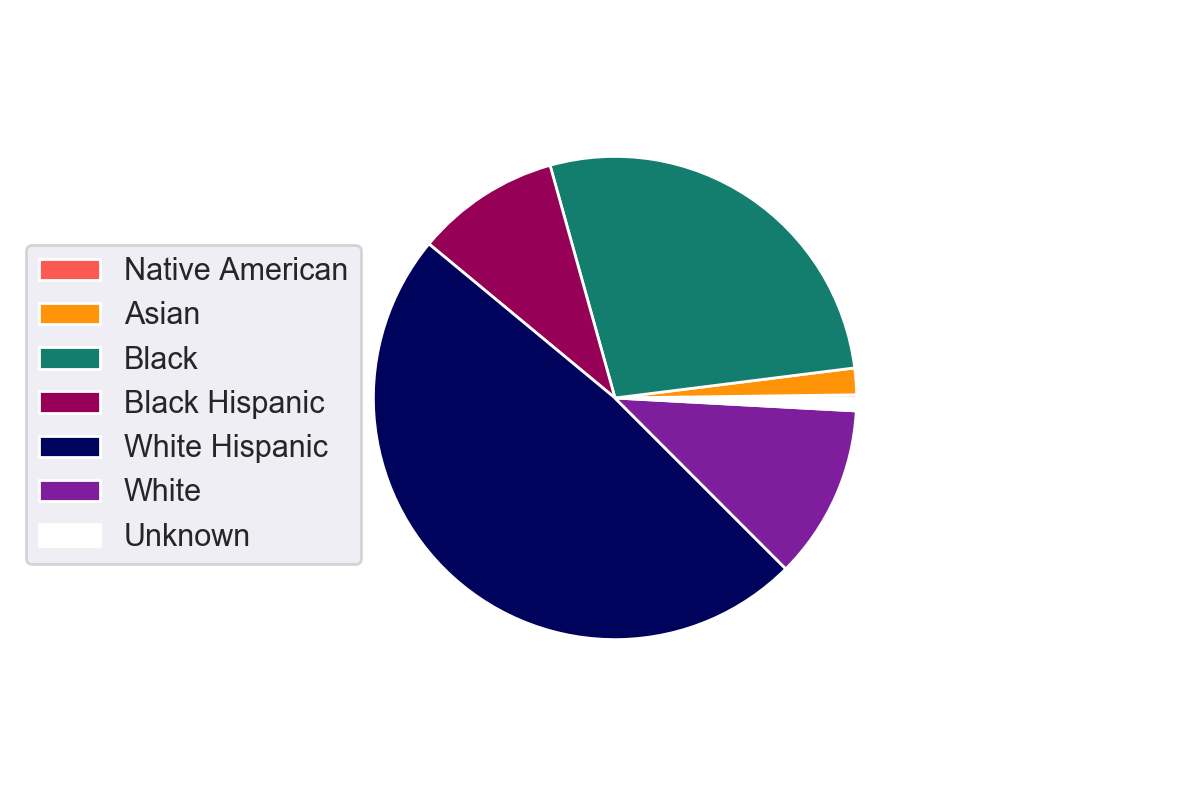 Native American
Asian
Black
Black Hispanic
White Hispanic
White
Unknown